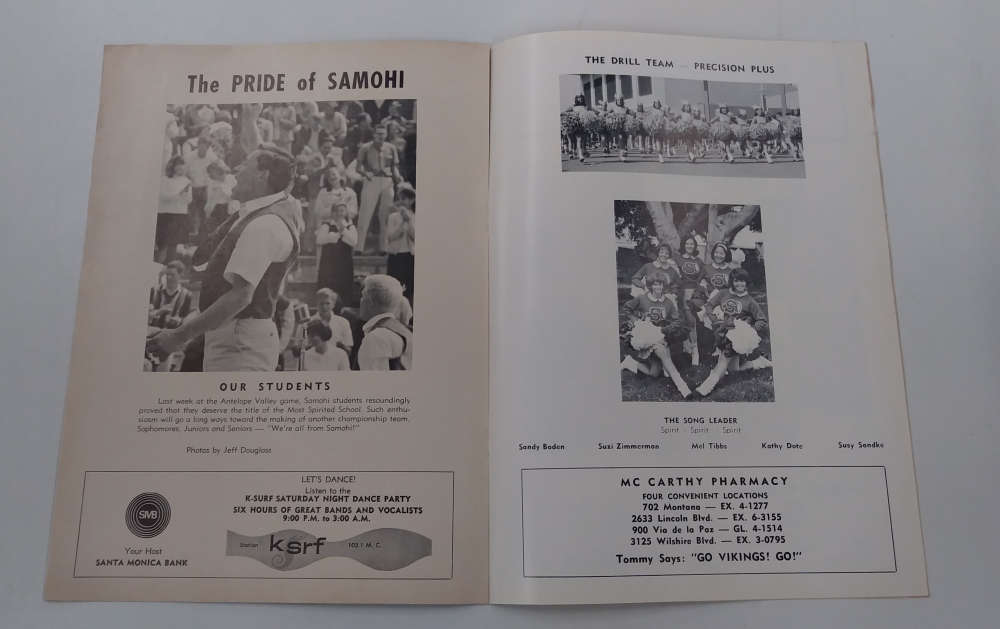 The PRIDE of SAMOHI
OUR STUDENTS
Last week at the Antelope Valley game, Samohi students resoundingly
proved that they deserve the title of the Most Spirited School. Such enthu-
siasm will go a long ways toward the making of another championship team.
Sophomores, Juniors and Seniors — "We're all from Samohi!"
Photos by Jeff Douglass
SMB
Your Host
SANTA MONICA BANK
LET'S DANCE!
Listen to the
K-SURF SATURDAY NIGHT DANCE PARTY
SIX HOURS OF GREAT BANDS AND VOCALISTS
9:00 P.M. to 3:00 A.M.
Station ksrf 103.1 M. C.
THE DRILL TEAM — PRECISION PLUS
THE SONG LEADER
Spirit - Spirit - Spirit
Sandy Baden Suzi Zimmerman Mel Tibbs Kathy Dote Susy Sandke
MC CARTHY PHARMACY
FOUR CONVENIENT LOCATIONS
702 Montana — EX. 4-1277
2633 Lincoln Blvd. — EX. 6-3155
900 Via de la Paz — GL. 4-1514
3125 Wilshire Blvd. — EX. 3-0795
Tommy Says: "GO VIKINGS! GO!"